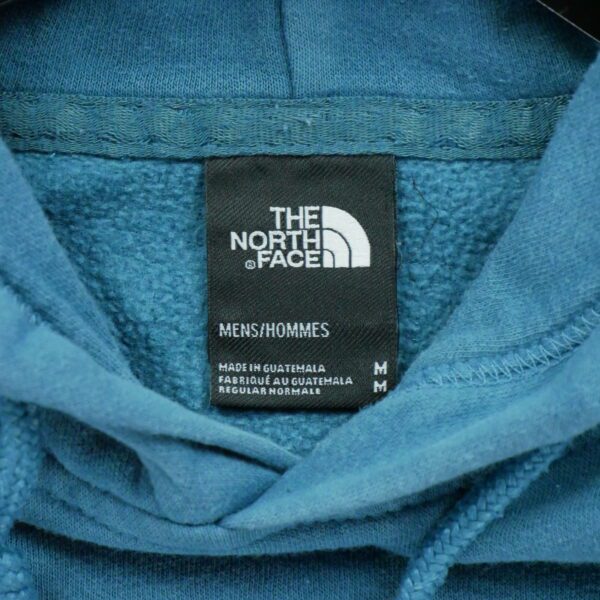 THE
NORTH
® FACE
MENS/HOMMES
MADE IN GUATEMALA M
FABRIQUÉ AU GUATEMALA M
REGULAR NORMALE